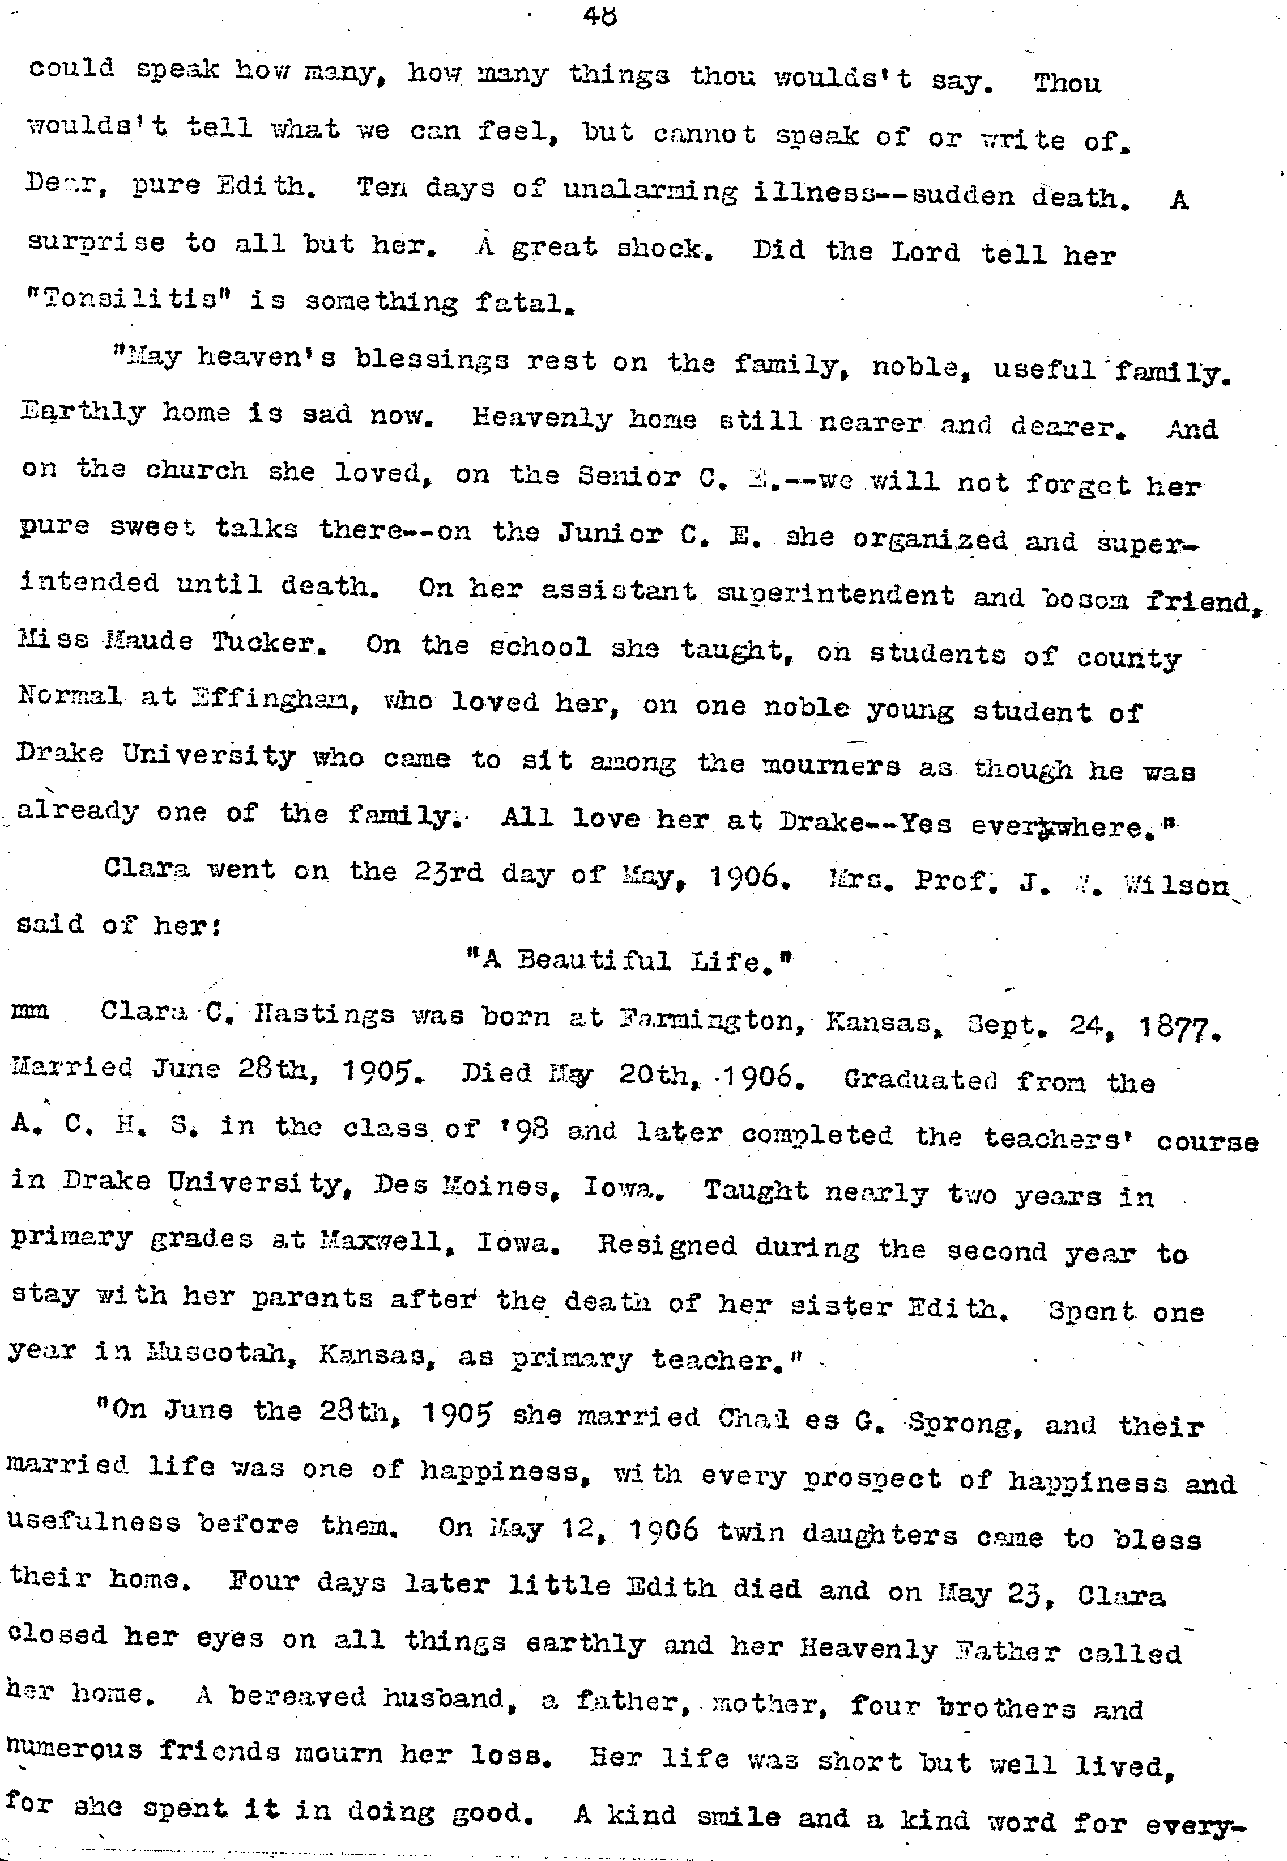 48
could speak how many, how many things thou woulds't say. Thou
woulds't tell what we can feel, but cannot speak of or write of.
Dear, pure Edith. Ten days of unalarming illness--sudden death. A
surprise to all but her. A great shock. Did the Lord tell her
"Tonsilitis" is something fatal.
"May heaven's blessings rest on the family, noble, useful family.
Earthly home is sad now. Heavenly home still nearer and dearer. And
on the church she loved, on the Senior C. E.--we will not forget her
pure sweet talks there--on the Junior C. E. she organized and super-
intended until death. On her assistant superintendent and bosom friend,
Miss Maude Tucker. On the school she taught, on students of county
Normal at Effingham, who loved her, on one noble young student of
Drake University who came to sit among the mourners as though he was
already one of the family. All love her at Drake--Yes everywhere."
Clara went on the 23rd day of May, 1906. Mrs. Prof. J. W. Wilson
said of her:
"A Beautiful Life."
mm Clara C. Hastings was born at Farmington, Kansas, Sept. 24, 1877.
Married June 28th, 1905. Died May 20th, 1906. Graduated from the
A. C. H. S. in the class of '98 and later completed the teachers' course
in Drake University, Des Moines, Iowa. Taught nearly two years in
primary grades at Maxwell, Iowa. Resigned during the second year to
stay with her parents after the death of her sister Edith. Spent one
year in Muscotah, Kansas, as primary teacher."
"On June the 28th, 1905 she married Chal es G. Sprong, and their
married life was one of happiness, with every prospect of happiness and
usefulness before them. On May 12, 1906 twin daughters came to bless
their home. Four days later little Edith died and on May 23, Clara
closed her eyes on all things earthly and her Heavenly Father called
her home. A bereaved husband, a father, mother, four brothers and
numerous friends mourn her loss. Her life was short but well lived,
for she spent it in doing good. A kind smile and a kind word for every-